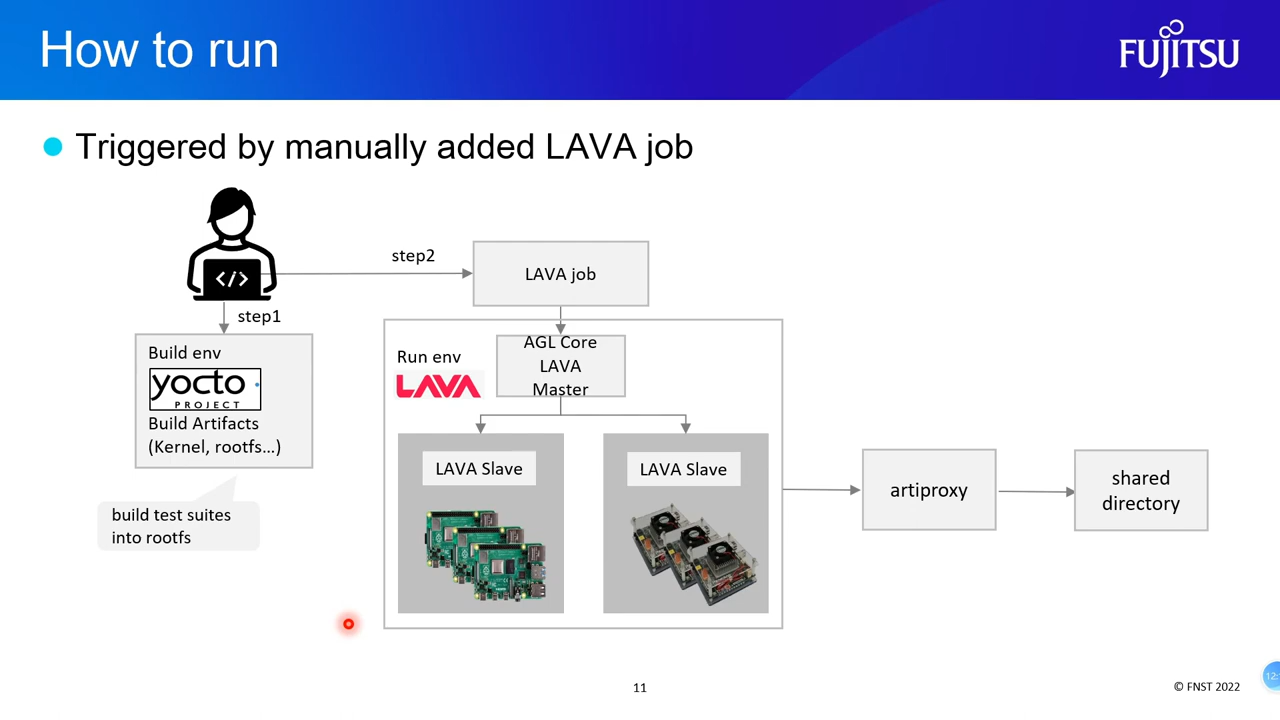 How to run
FUJITSU
Triggered by manually added LAVA job
</>
step2
LAVA job
step1
Build env
yocto
PROJECT
Build Artifacts
(Kernel, rootfs...)
build test suites
into rootfs
Run env
LAVA
AGL Core
LAVA
Master
LAVA Slave
LAVA Slave
artiproxy
shared
directory
11
© FNST 2022